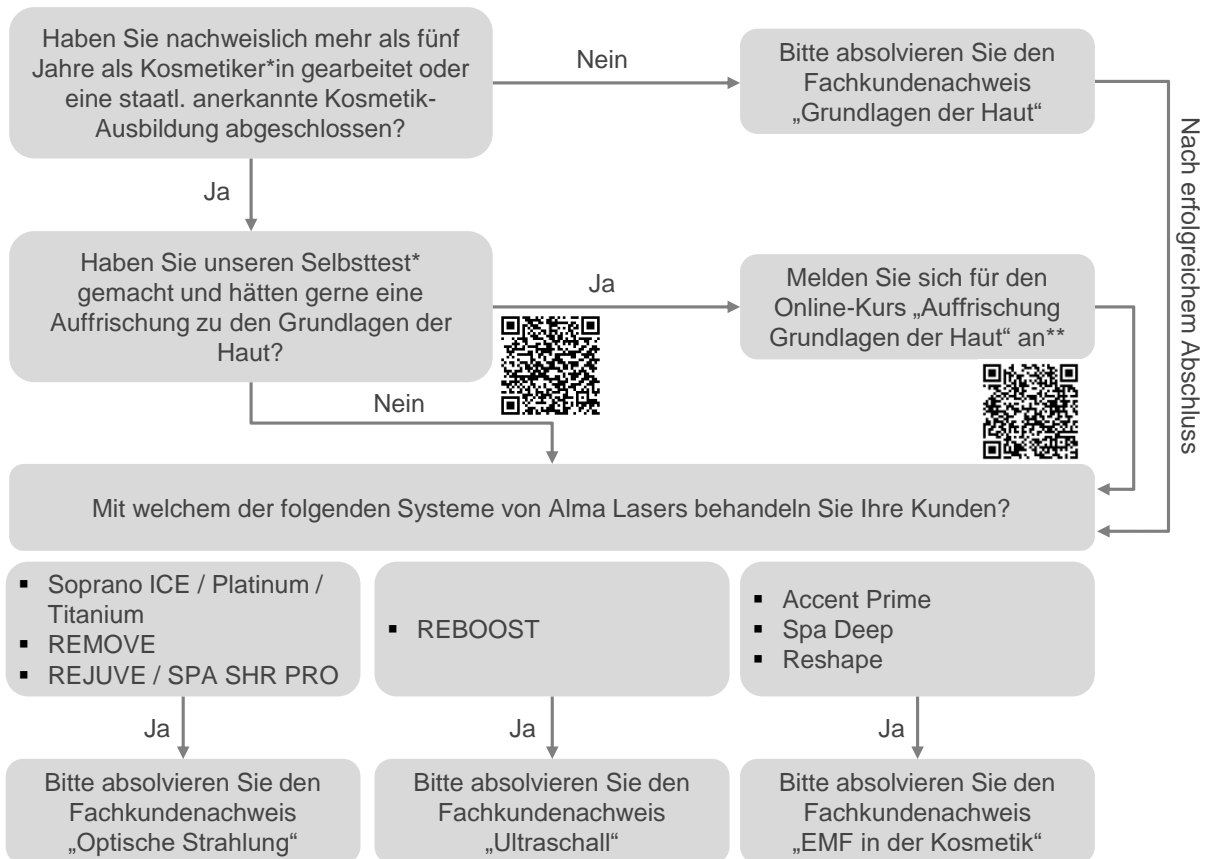 Haben Sie nachweislich mehr als fünf
Jahre als Kosmetiker*in gearbeitet oder
eine staatl. anerkannte Kosmetik-
Ausbildung abgeschlossen?
Nein
Bitte absolvieren Sie den
Fachkundenachweis
„Grundlagen der Haut“
Nach erfolgreichem Abschluss
Ja
Haben Sie unseren Selbsttest*
gemacht und hätten gerne eine
Auffrischung zu den Grundlagen der
Haut?
Ja
Melden Sie sich für den
Online-Kurs „Auffrischung
Grundlagen der Haut“ an**
Nein
Mit welchem der folgenden Systeme von Alma Lasers behandeln Sie Ihre Kunden?
▪ Soprano ICE / Platinum /
Titanium
▪ REMOVE
▪ REJUVE / SPA SHR PRO
▪ REBOOST
▪ Accent Prime
▪ Spa Deep
▪ Reshape
Ja
Ja
Ja
Bitte absolvieren Sie den
Fachkundenachweis
„Optische Strahlung“
Bitte absolvieren Sie den
Fachkundenachweis
„Ultraschall“
Bitte absolvieren Sie den
Fachkundenachweis
„EMF in der Kosmetik“